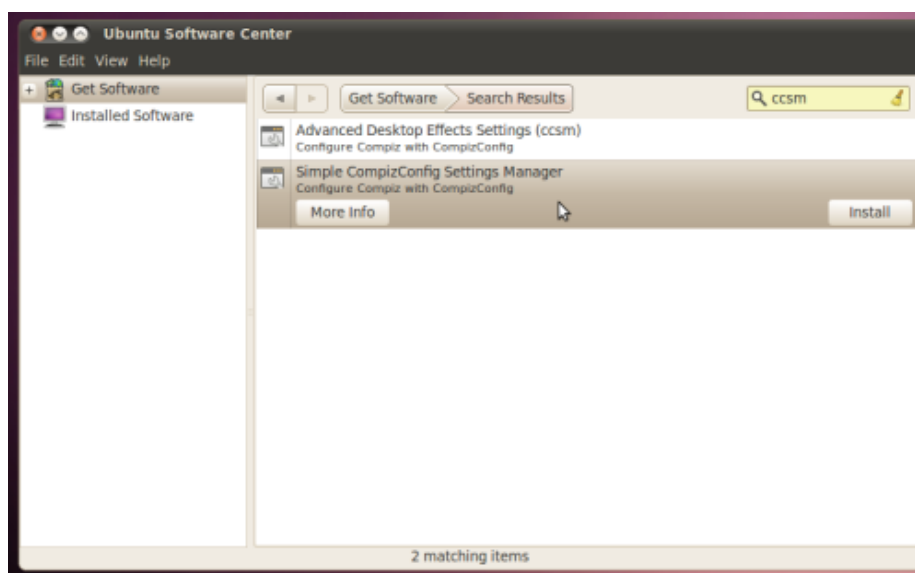 Ubuntu Software Center
File Edit View Help
Get Software
Installed Software
Get Software Search Results
ccsm
Advanced Desktop Effects Settings (ccsm)
Configure Compiz with CompizConfig
Simple CompizConfig Settings Manager
Configure Compiz with CompizConfig
More Info Install
2 matching items